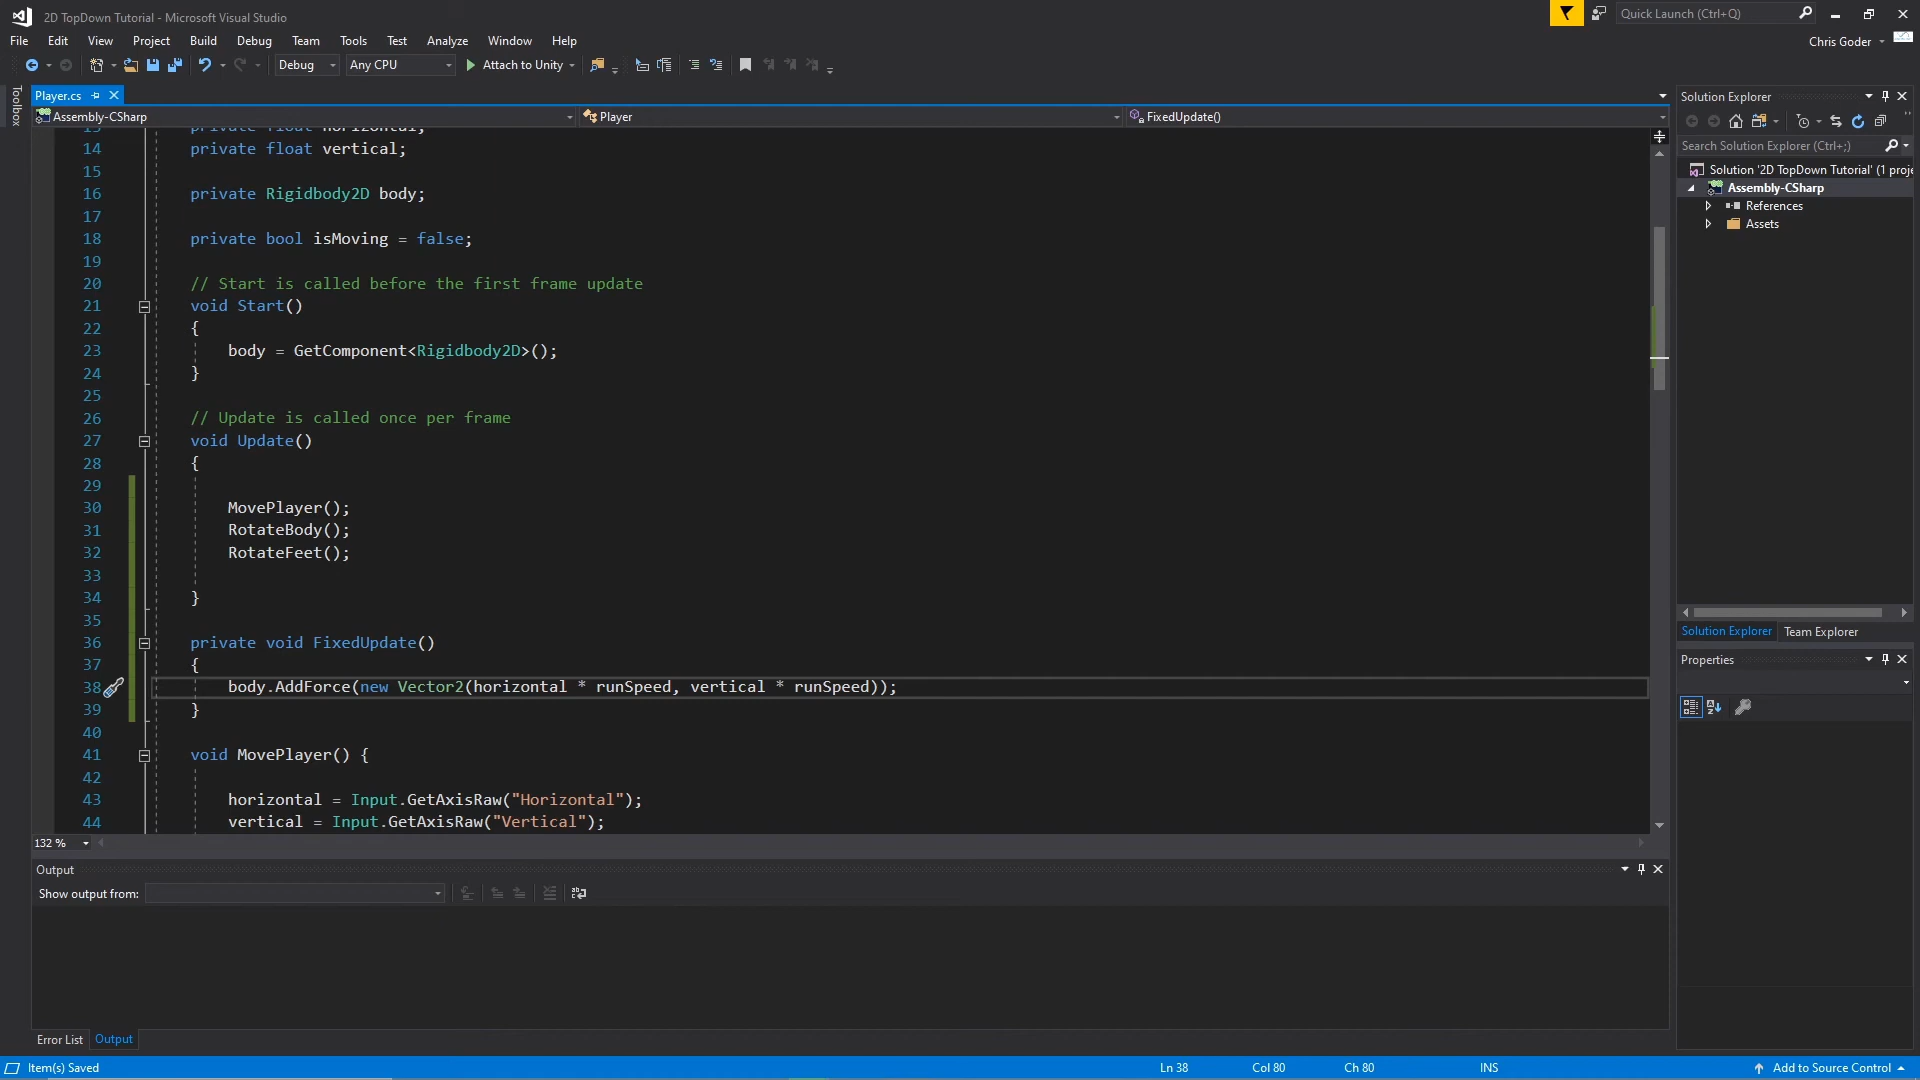 2D TopDown Tutorial - Microsoft Visual Studio
Quick Launch (Ctrl+Q)
File Edit View Project Build Debug Team Tools Test Analyze Window Help
Chris Goder
Debug Any CPU Attach to Unity
Toolbox
Player.cs
Assembly-CSharp Player FixedUpdate()
13 private float horizontal;
14 private float vertical;
15
16 private Rigidbody2D body;
17
18 private bool isMoving = false;
19
20 // Start is called before the first frame update
21 void Start()
22 {
23 body = GetComponent<Rigidbody2D>();
24 }
25
26 // Update is called once per frame
27 void Update()
28 {
29
30 MovePlayer();
31 RotateBody();
32 RotateFeet();
33
34 }
35
36 private void FixedUpdate()
37 {
38 body.AddForce(new Vector2(horizontal * runSpeed, vertical * runSpeed));
39 }
40
41 void MovePlayer() {
42
43 horizontal = Input.GetAxisRaw("Horizontal");
44 vertical = Input.GetAxisRaw("Vertical");
132 %
Output
Show output from:
Error List Output
Solution Explorer
Search Solution Explorer (Ctrl+;)
Solution '2D TopDown Tutorial' (1 proje
Assembly-CSharp
References
Assets
Solution Explorer Team Explorer
Properties
Item(s) Saved Ln 38 Col 80 Ch 80 INS Add to Source Control